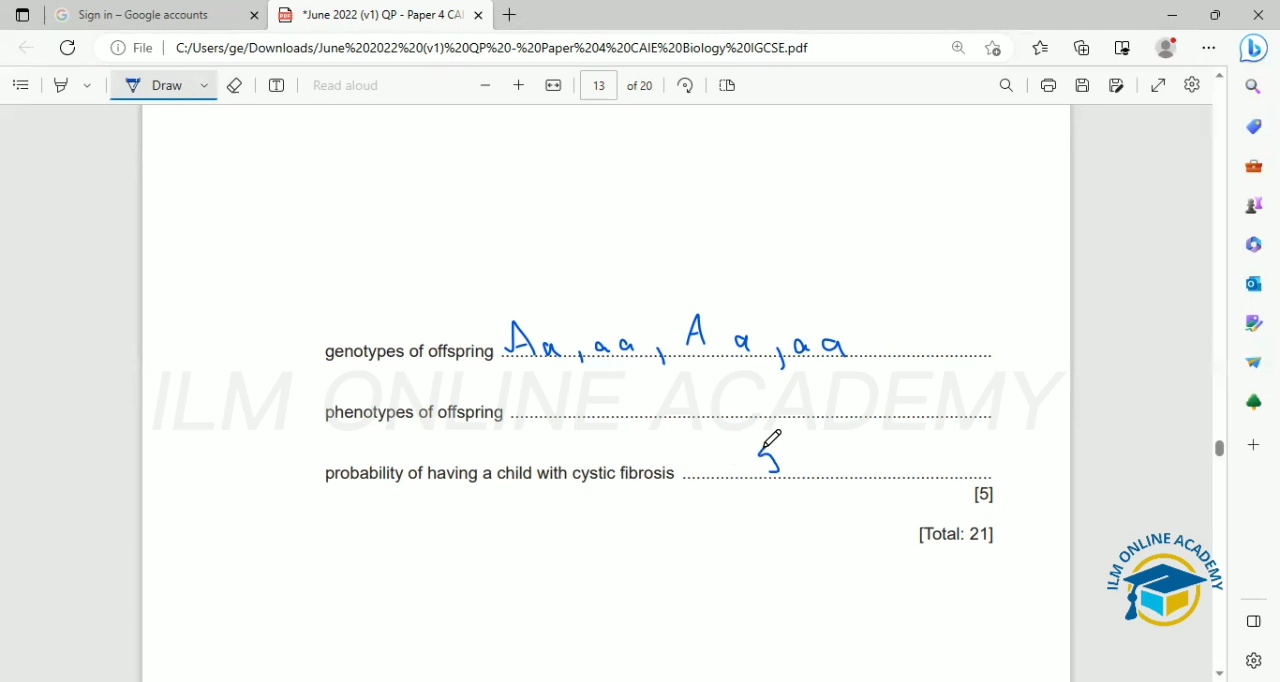 Sign in – Google accounts
*June 2022 (v1) QP - Paper 4 CAI
File
C:/Users/ge/Downloads/June%202022%20(v1)%20QP%20-%20Paper%204%20CAIE%20Biology%20IGCSE.pdf
Draw
Read aloud
13
of 20
genotypes of offspring Aa, aa, A a, aa
ILM ONLINE ACADEMY
phenotypes of offspring
probability of having a child with cystic fibrosis 5
[5]
[Total: 21]
ILM ONLINE ACADEMY